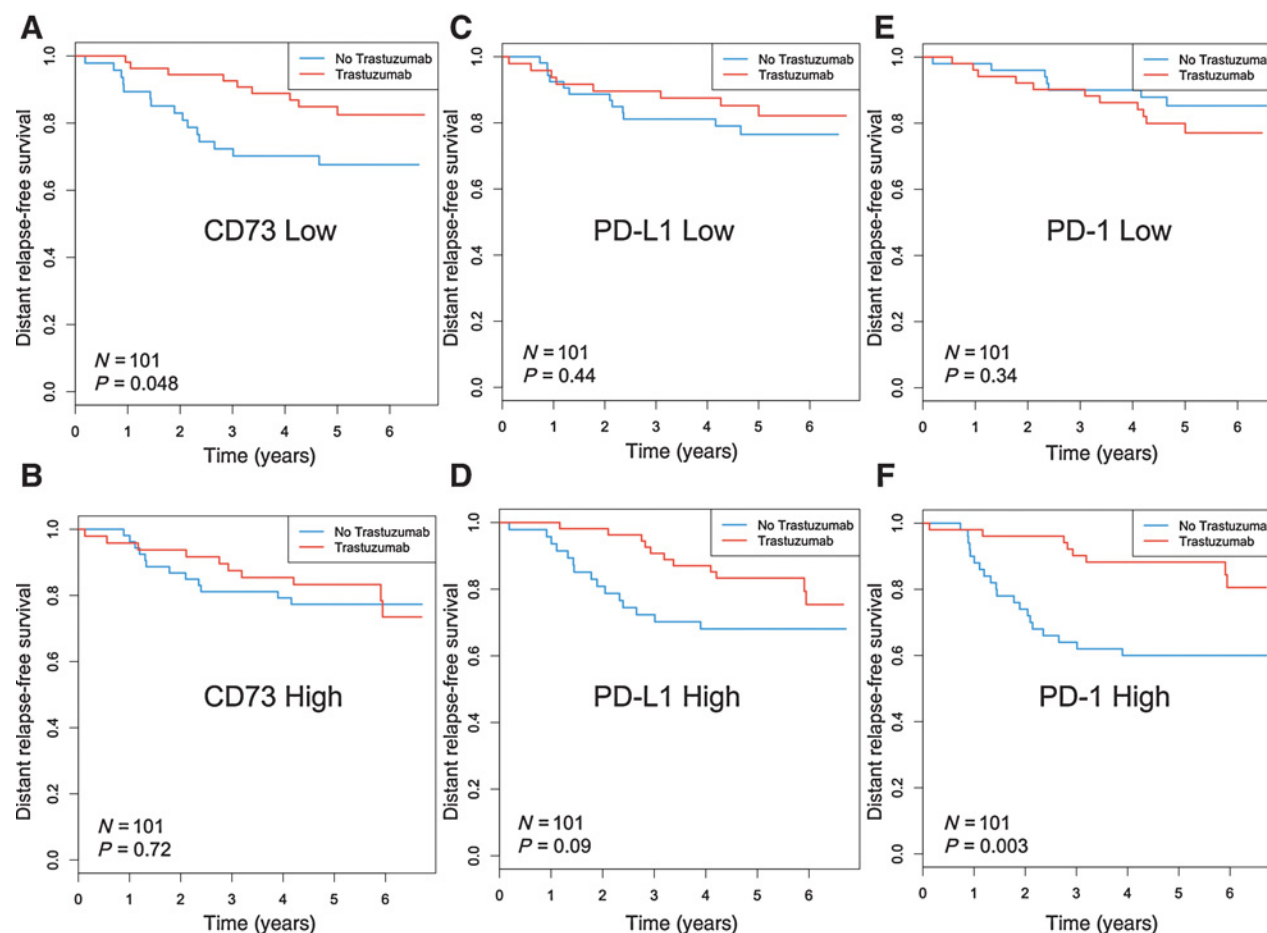 A
1.0
0.8
0.6
0.4
0.2
0.0
Distant relapse-free survival
No Trastuzumab
Trastuzumab
CD73 Low
N = 101
P = 0.048
0 1 2 3 4 5 6
Time (years)
C
1.0
0.8
0.6
0.4
0.2
0.0
Distant relapse-free survival
No Trastuzumab
Trastuzumab
PD-L1 Low
N = 101
P = 0.44
0 1 2 3 4 5 6
Time (years)
E
1.0
0.8
0.6
0.4
0.2
0.0
Distant relapse-free survival
No Trastuzuma
Trastuzumab
PD-1 Low
N = 101
P = 0.34
0 1 2 3 4 5 6
Time (years)
B
1.0
0.8
0.6
0.4
0.2
0.0
Distant relapse-free survival
No Trastuzumab
Trastuzumab
CD73 High
N = 101
P = 0.72
0 1 2 3 4 5 6
Time (years)
D
1.0
0.8
0.6
0.4
0.2
0.0
Distant relapse-free survival
No Trastuzumab
Trastuzumab
PD-L1 High
N = 101
P = 0.09
0 1 2 3 4 5 6
Time (years)
F
1.0
0.8
0.6
0.4
0.2
0.0
Distant relapse-free survival
No Trastuzumab
Trastuzumab
PD-1 High
N = 101
P = 0.003
0 1 2 3 4 5 6
Time (years)